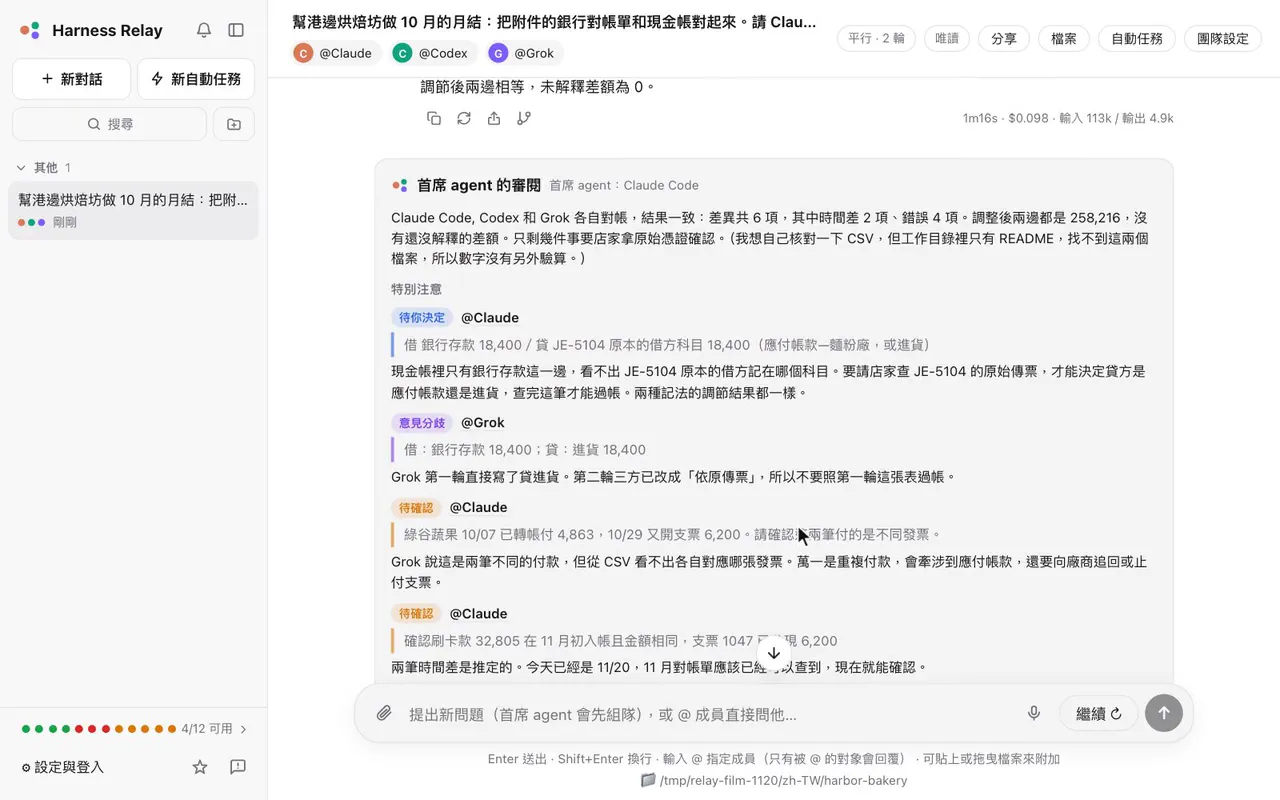 Harness Relay
+ 新對話
新自動任務
搜尋
其他 1
幫港邊烘焙坊做 10 月的月結：把附...
剛剛
4/12 可用
設定與登入
幫港邊烘焙坊做 10 月的月結：把附件的銀行對帳單和現金帳對起來。請 Clau...
C @Claude C @Codex G @Grok
平行 · 2 輪 唯讀 分享 檔案 自動任務 團隊設定
調節後兩邊相等，未解釋差額為 0。
1m16s · $0.098 · 輸入 113k / 輸出 4.9k
首席 agent 的審閱 首席 agent：Claude Code
Claude Code, Codex 和 Grok 各自對帳，結果一致：差異共 6 項，其中時間差 2 項、錯誤 4 項。調整後兩邊都是 258,216，沒
有還沒解釋的差額。只剩幾件事要店家拿原始憑證確認。（我想自己核對一下 CSV，但工作目錄裡只有 README，找不到這兩個
檔案，所以數字沒有另外驗算。）
特別注意
待你決定 @Claude
借 銀行存款 18,400 / 貸 JE-5104 原本的借方科目 18,400（應付帳款—麵粉廠，或進貨）
現金帳裡只有銀行存款這一邊，看不出 JE-5104 原本的借方記在哪個科目。要請店家查 JE-5104 的原始傳票，才能決定貸方是
應付帳款還是進貨，查完這筆才能過帳。兩種記法的調節結果都一樣。
意見分歧 @Grok
借：銀行存款 18,400；貸：進貨 18,400
Grok 第一輪直接寫了貸進貨。第二輪三方已改成「依原傳票」，所以不要照第一輪這張表過帳。
待確認 @Claude
綠谷蔬果 10/07 已轉帳付 4,863，10/29 又開支票 6,200。請確認兩筆付的是不同發票。
Grok 說這是兩筆不同的付款，但從 CSV 看不出各自對應哪張發票。萬一是重複付款，會牽涉到應付帳款，還要向廠商追回或止
付支票。
待確認 @Claude
確認刷卡款 32,805 在 11 月初入帳且金額相同，支票 1047 現 6,200
兩筆時間差是推定的。今天已經是 11/20，11 月對帳單應該已經以查到，現在就能確認。
提出新問題（首席 agent 會先組隊），或 @ 成員直接問他...
繼續
Enter 送出 · Shift+Enter 換行 · 輸入 @ 指定成員（只有被 @ 的對象會回覆） · 可貼上或拖曳檔案來附加
/tmp/relay-film-1120/zh-TW/harbor-bakery